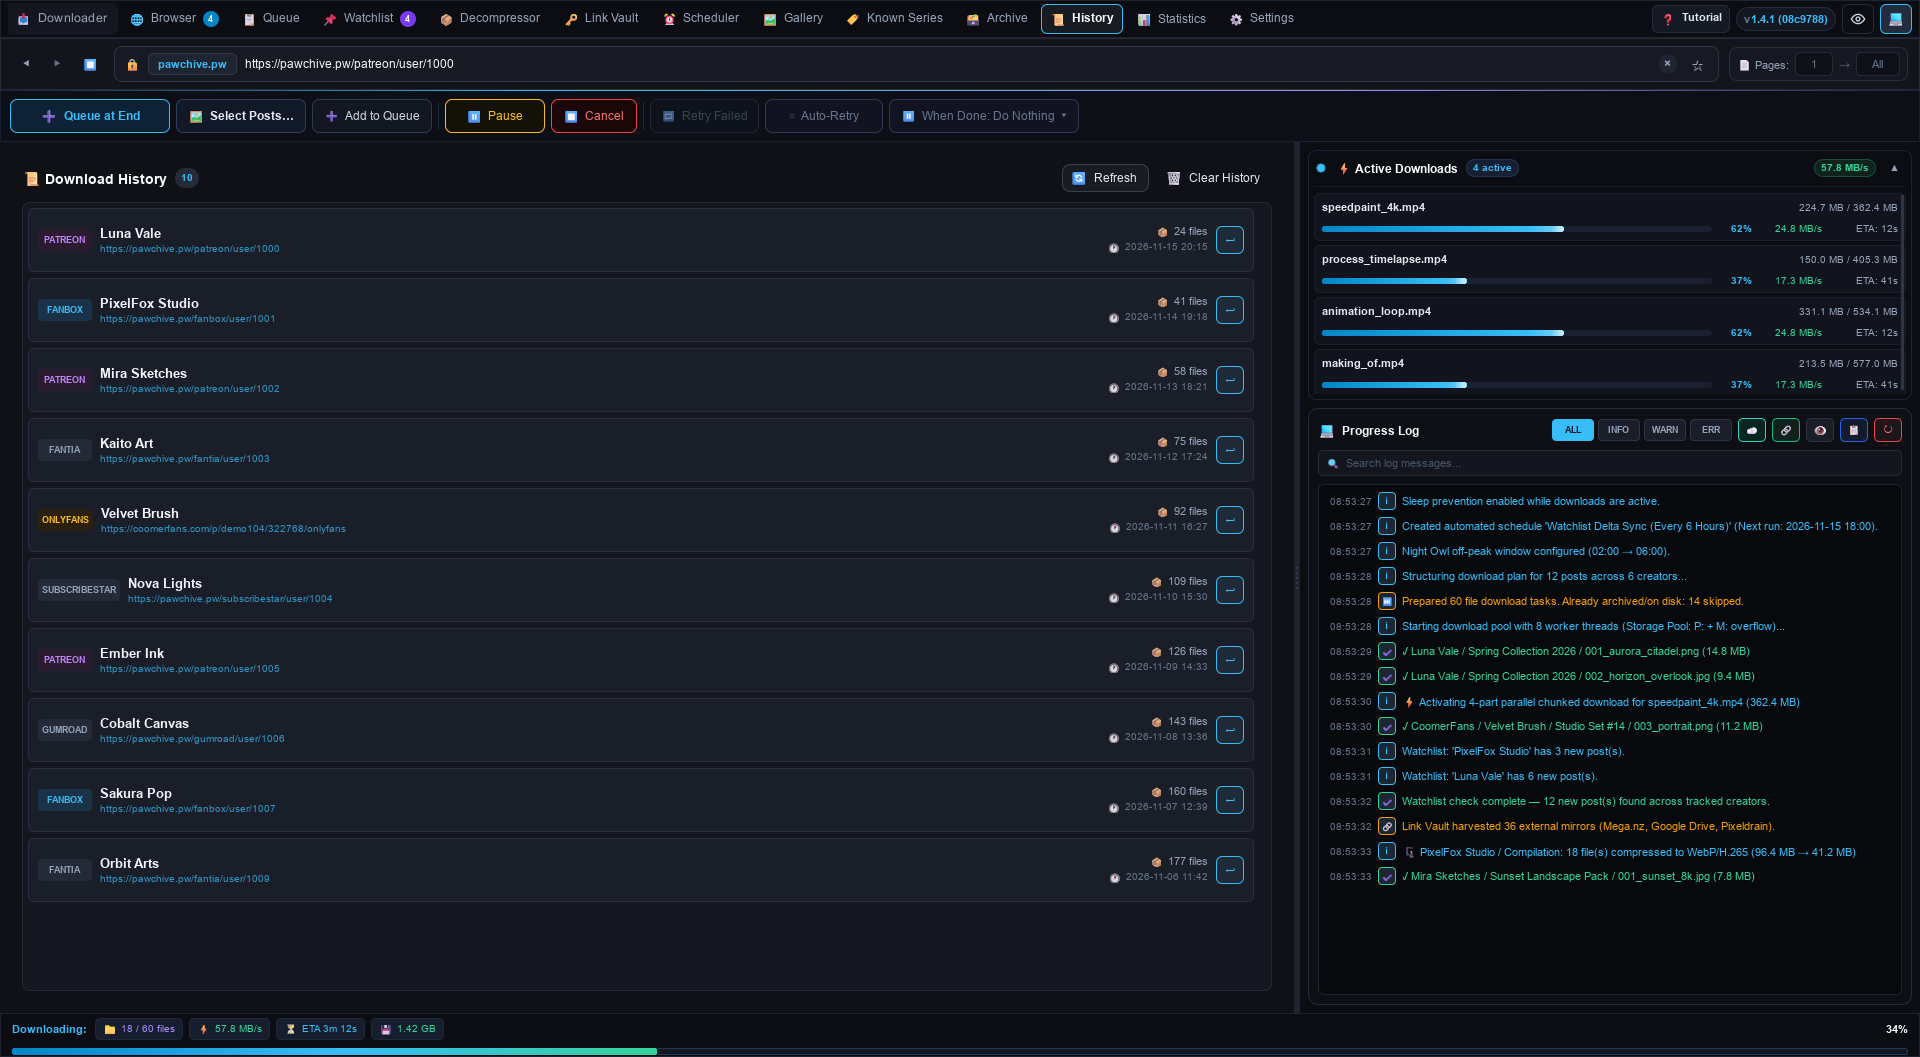 Downloader
Browser 4
Queue
Watchlist 4
Decompressor
Link Vault
Scheduler
Gallery
Known Series
Archive
History
Statistics
Settings
Tutorial
v1.4.1 (08c9788)
pawchive.pw https://pawchive.pw/patreon/user/1000
Pages: 1 → All
Queue at End
Select Posts...
Add to Queue
Pause
Cancel
Retry Failed
Auto-Retry
When Done: Do Nothing
Download History 10
Refresh
Clear History
PATREON
Luna Vale
https://pawchive.pw/patreon/user/1000
24 files
2026-11-15 20:15
FANBOX
PixelFox Studio
https://pawchive.pw/fanbox/user/1001
41 files
2026-11-14 19:18
PATREON
Mira Sketches
https://pawchive.pw/patreon/user/1002
58 files
2026-11-13 18:21
FANTIA
Kaito Art
https://pawchive.pw/fantia/user/1003
75 files
2026-11-12 17:24
ONLYFANS
Velvet Brush
https://coomerfans.com/p/demo104/322768/onlyfans
92 files
2026-11-11 16:27
SUBSCRIBESTAR
Nova Lights
https://pawchive.pw/subscribestar/user/1004
109 files
2026-11-10 15:30
PATREON
Ember Ink
https://pawchive.pw/patreon/user/1005
126 files
2026-11-09 14:33
GUMROAD
Cobalt Canvas
https://pawchive.pw/gumroad/user/1006
143 files
2026-11-08 13:36
FANBOX
Sakura Pop
https://pawchive.pw/fanbox/user/1007
160 files
2026-11-07 12:39
FANTIA
Orbit Arts
https://pawchive.pw/fantia/user/1009
177 files
2026-11-06 11:42
Active Downloads 4 active 57.8 MB/s
speedpaint_4k.mp4 224.7 MB / 362.4 MB
62% 24.8 MB/s ETA: 12s
process_timelapse.mp4 150.0 MB / 405.3 MB
37% 17.3 MB/s ETA: 41s
animation_loop.mp4 331.1 MB / 534.1 MB
62% 24.8 MB/s ETA: 12s
making_of.mp4 213.5 MB / 577.0 MB
37% 17.3 MB/s ETA: 41s
Progress Log ALL INFO WARN ERR
Search log messages...
08:53:27 i Sleep prevention enabled while downloads are active.
08:53:27 i Created automated schedule 'Watchlist Delta Sync (Every 6 Hours)' (Next run: 2026-11-15 18:00).
08:53:27 i Night Owl off-peak window configured (02:00 → 06:00).
08:53:28 i Structuring download plan for 12 posts across 6 creators...
08:53:28 Prepared 60 file download tasks. Already archived/on disk: 14 skipped.
08:53:28 i Starting download pool with 8 worker threads (Storage Pool: P: + M: overflow)...
08:53:29 ✓ Luna Vale / Spring Collection 2026 / 001_aurora_citadel.png (14.8 MB)
08:53:29 ✓ Luna Vale / Spring Collection 2026 / 002_horizon_overlook.jpg (9.4 MB)
08:53:30 i Activating 4-part parallel chunked download for speedpaint_4k.mp4 (362.4 MB)
08:53:30 ✓ CoomerFans / Velvet Brush / Studio Set #14 / 003_portrait.png (11.2 MB)
08:53:31 i Watchlist: 'PixelFox Studio' has 3 new post(s).
08:53:31 i Watchlist: 'Luna Vale' has 6 new post(s).
08:53:32 Watchlist check complete — 12 new post(s) found across tracked creators.
08:53:32 Link Vault harvested 36 external mirrors (Mega.nz, Google Drive, Pixeldrain).
08:53:33 i PixelFox Studio / Compilation: 18 file(s) compressed to WebP/H.265 (96.4 MB → 41.2 MB)
08:53:33 ✓ Mira Sketches / Sunset Landscape Pack / 001_sunset_8k.jpg (7.8 MB)
Downloading: 18 / 60 files 57.8 MB/s ETA 3m 12s 1.42 GB 34%